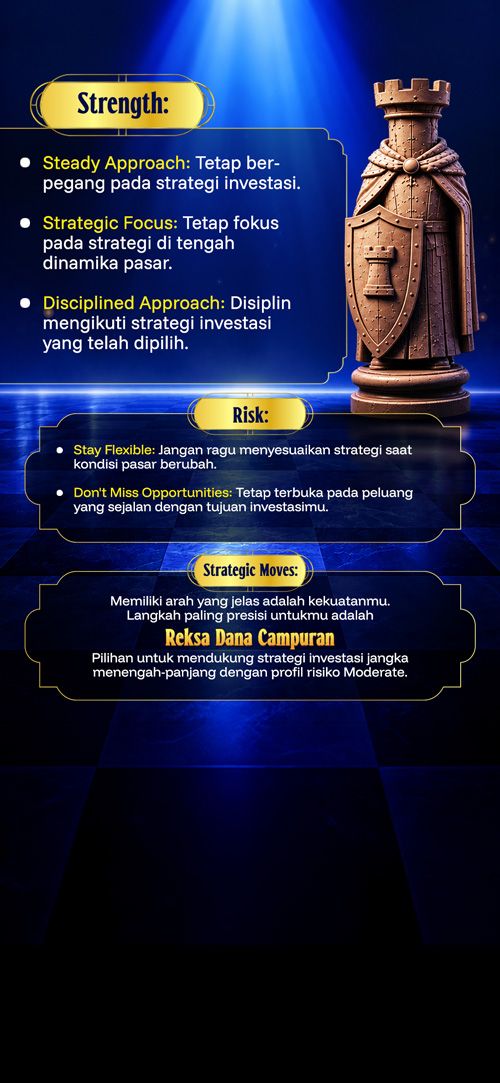 Strength:
Steady Approach: Tetap ber-
pegang pada strategi investasi.
Strategic Focus: Tetap fokus
pada strategi di tengah
dinamika pasar.
Disciplined Approach: Disiplin
mengikuti strategi investasi
yang telah dipilih.
Risk:
Stay Flexible: Jangan ragu menyesuaikan strategi saat
kondisi pasar berubah.
Don't Miss Opportunities: Tetap terbuka pada peluang
yang sejalan dengan tujuan investasimu.
Strategic Moves:
Memiliki arah yang jelas adalah kekuatanmu.
Langkah paling presisi untukmu adalah
Reksa Dana Campuran
Pilihan untuk mendukung strategi investasi jangka
menengah-panjang dengan profil risiko Moderate.